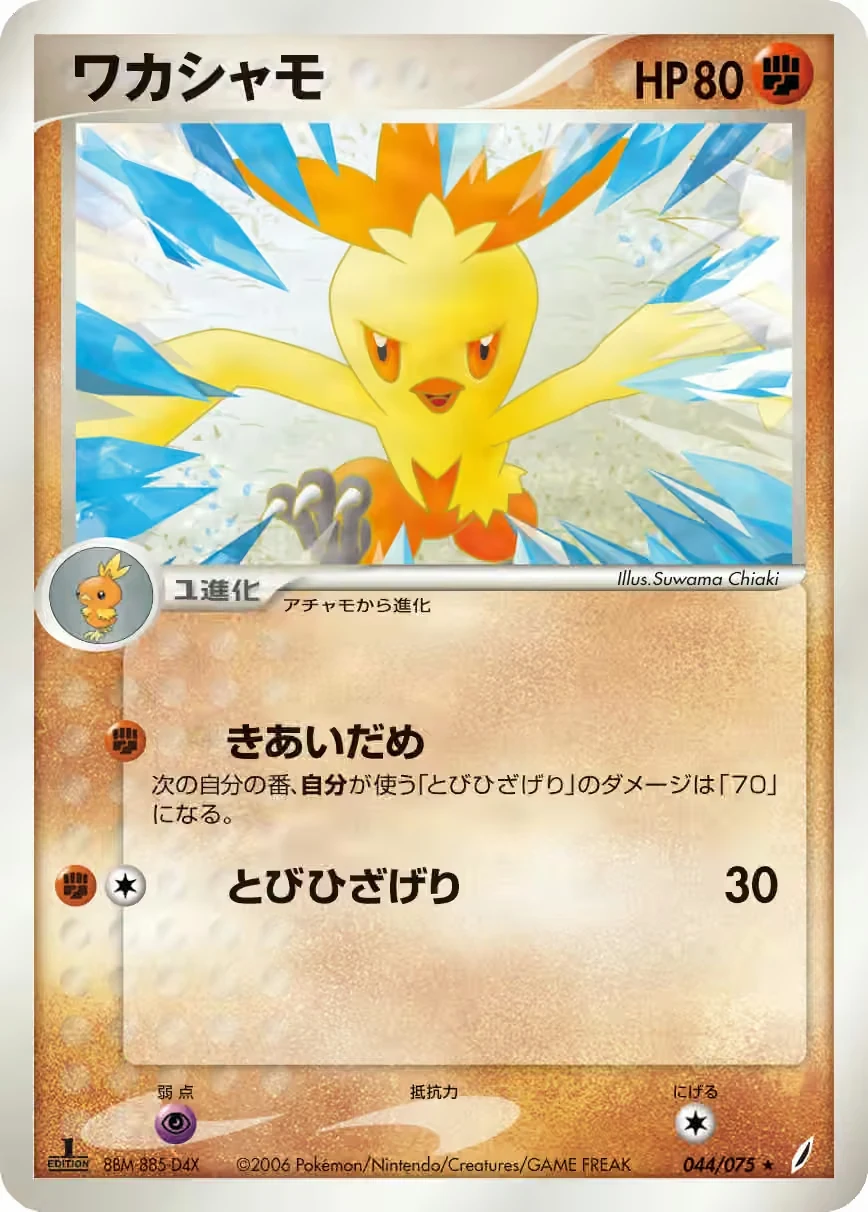 ワカシャモ
HP80
Illus.Suwama Chiaki
1進化
アチャモから進化
きあいだめ
次の自分の番、自分が使う「とびひざげり」のダメージは「70」
になる。
とびひざげり 30
弱点 抵抗力 にげる
1
EDITION
8BM-885-D4X ©2006 Pokémon/Nintendo/Creatures/GAME FREAK 044/075 ★